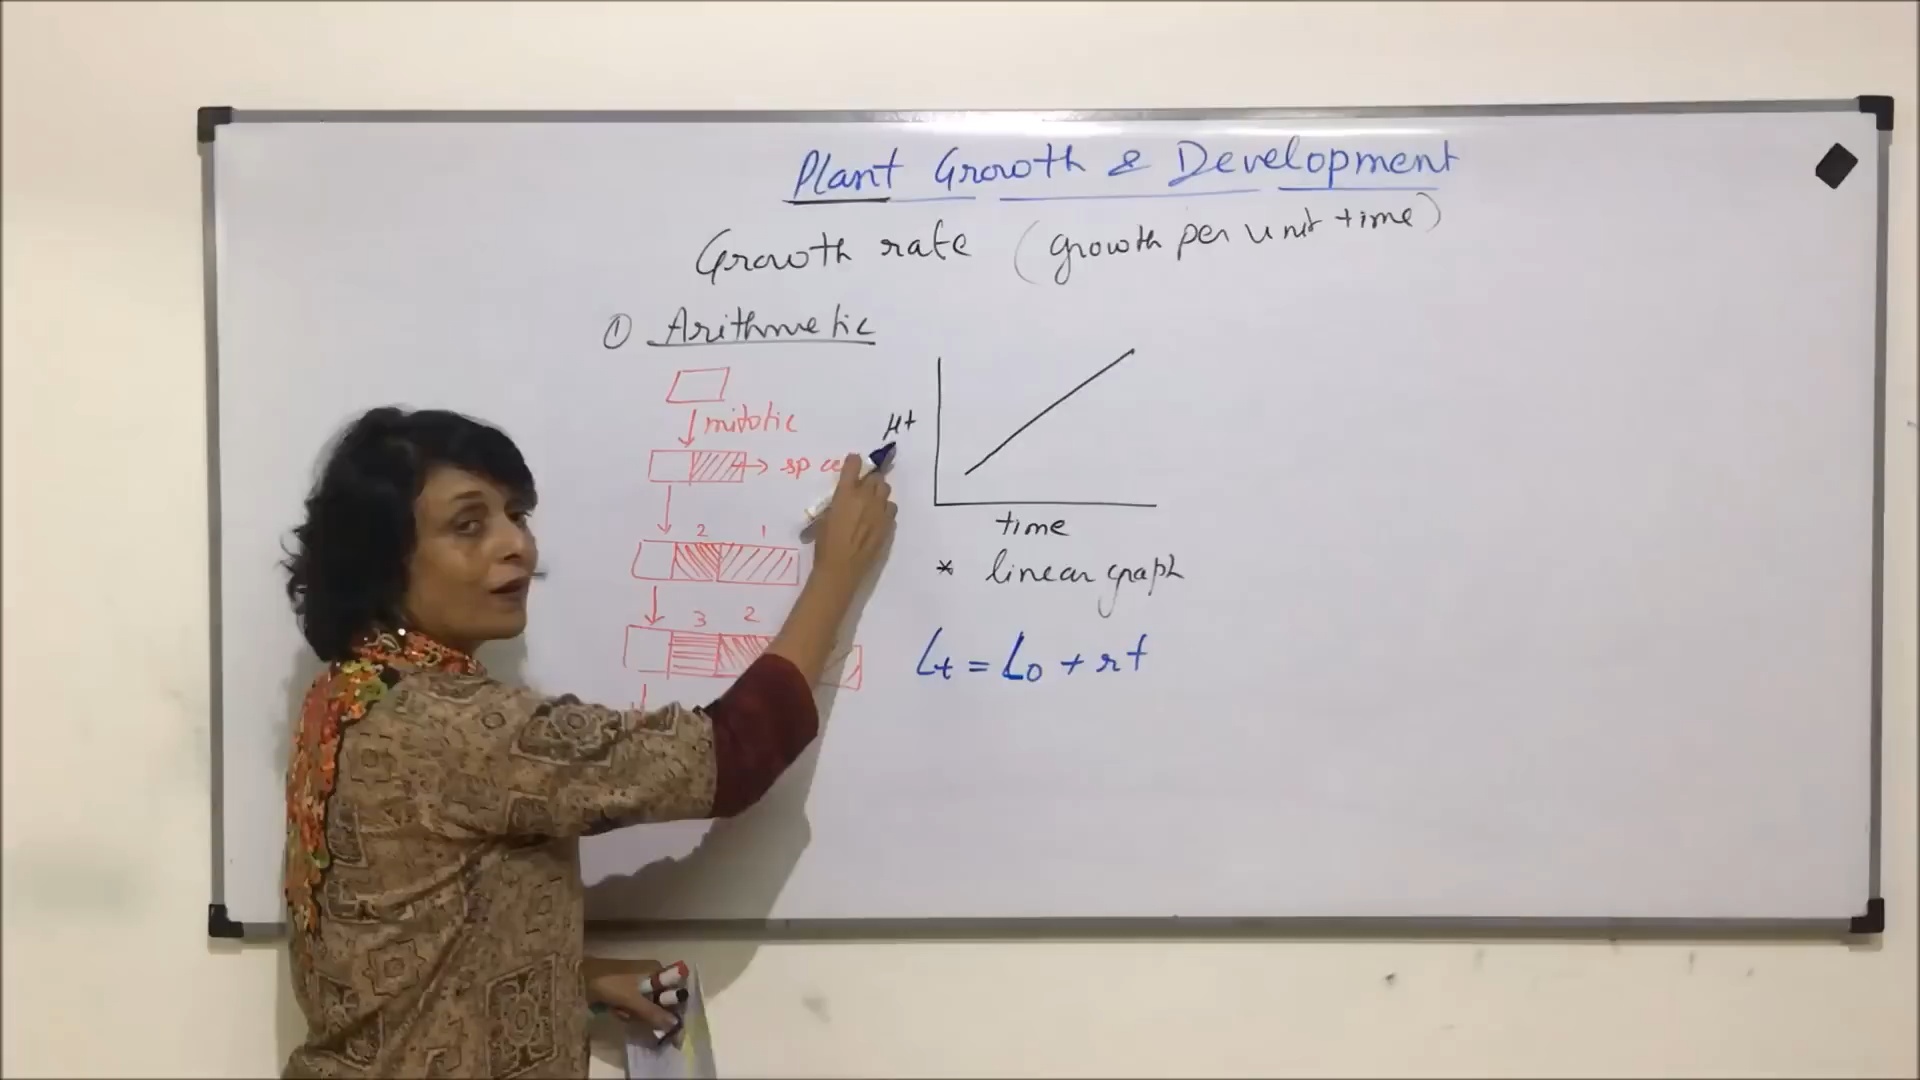 Plant Growth & Development
Growth rate (growth per unit time)
① Arithmetic
mitotic
Ht
sp
2 1
time
* linear graph
3 2
Lt = L0 + rt